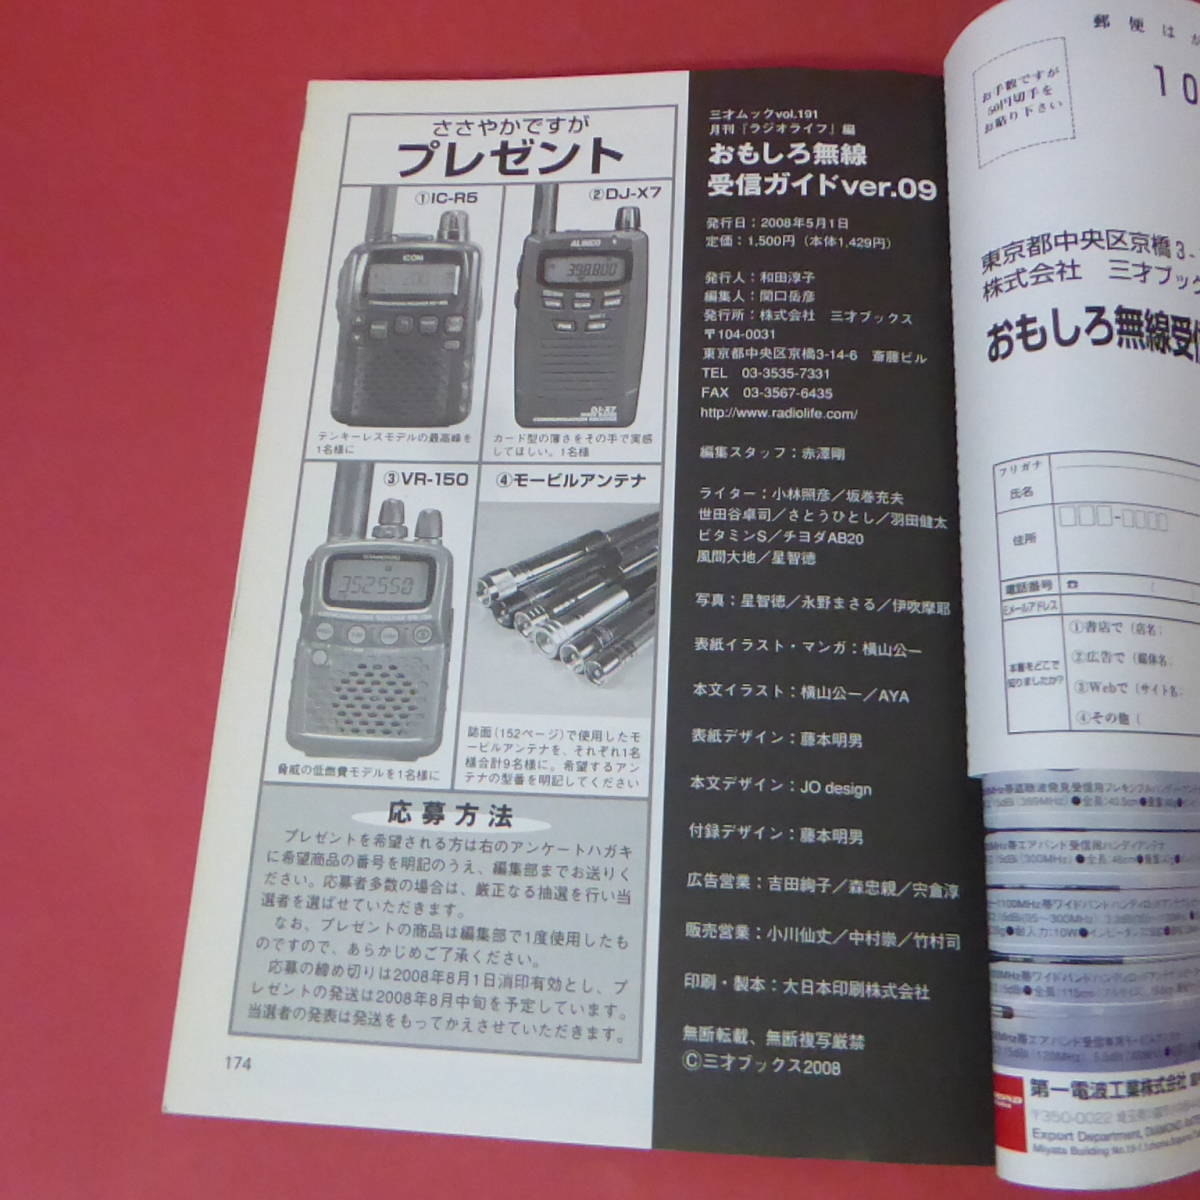 ささやかですが
プレゼント
①IC-R5
ICOM
テンキーレスモデルの最高峰を
1名様に
②DJ-X7
ALINCO
398.800
DJ-X7
カード型の薄さをその手で実感
してほしい。1名様
③VR-150
352.550
脅威の低燃費モデルを1名様に
④モービルアンテナ
誌面(152ページ)で使用したモ
ービルアンテナを、それぞれ1名
様合計9名様に。希望するアン
テナの型番を明記してください
応募方法
プレゼントを希望される方は右のアンケートハガキ
に希望商品の番号を明記のうえ、編集部までお送りく
ださい。応募者多数の場合は、厳正なる抽選を行い当
選者を選ばせていただきます。
なお、プレゼントの商品は編集部で1度使用したも
のですので、あらかじめご了承ください。
応募の締め切りは2008年8月1日消印有効とし、プ
レゼントの発送は2008年8月中旬を予定しています。
当選者の発表は発送をもってかえさせていただきます。
174
三才ムックvol.191
月刊『ラジオライフ』編
おもしろ無線
受信ガイドver.09
発行日：2008年5月1日
定価：1,500円（本体1,429円）
発行人：和田淳子
編集人：関口岳彦
発行所：株式会社　三才ブックス
〒104-0031
東京都中央区京橋3-14-6　斎藤ビル
TEL　03-3535-7331
FAX　03-3567-6435
http://www.radiolife.com/
編集スタッフ：赤澤剛
ライター：小林照彦／坂巻充夫
世田谷卓司／さとうひとし／羽田健太
ビタミンS／チヨダAB20
風間大地／星智徳
写真：星智徳／永野まさる／伊吹摩耶
表紙イラスト・マンガ：横山公一
本文イラスト：横山公一／AYA
表紙デザイン：藤本明男
本文デザイン：JO design
付録デザイン：藤本明男
広告営業：吉田絢子／森忠親／宍倉淳
販売営業：小川仙丈／中村崇／竹村司
印刷・製本：大日本印刷株式会社
無断転載、無断複写厳禁
©三才ブックス2008
郵便はが
お手数ですが
50円切手を
お貼り下さい
10
東京都中央区京橋3-
株式会社　三才ブック
おもしろ無線受信
フリガナ
氏名
住所
電話番号　☎　(
Eメールアドレス
本書をどこで
知りましたか?
①書店で（店名：
②広告で（媒体名：
③Webで（サイト名：
④その他（
第一電波工業株式会社
〒350-0022
Export Department,
Miyata Building No.